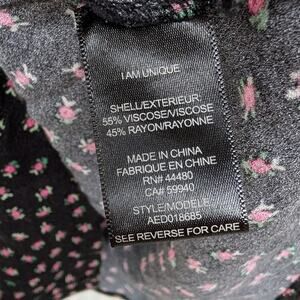 I AM UNIQUE
SHELL/EXTERIEUR:
55% VISCOSE/VISCOSE
45% RAYON/RAYONNE
MADE IN CHINA
FABRIQUE EN CHINE
RN# 44480
CA# 59940
STYLE/MODELE
AED018685
SEE REVERSE FOR CARE